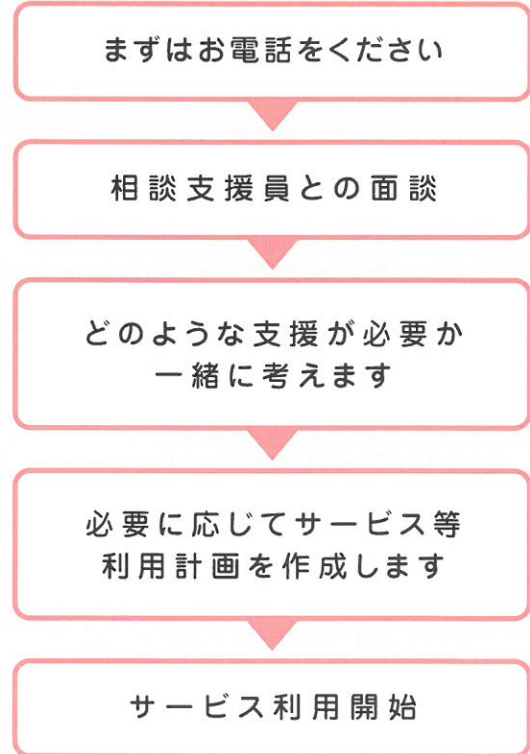 まずはお電話をください
相談支援員との面談
どのような支援が必要か
一緒に考えます
必要に応じてサービス等
利用計画を作成します
サービス利用開始